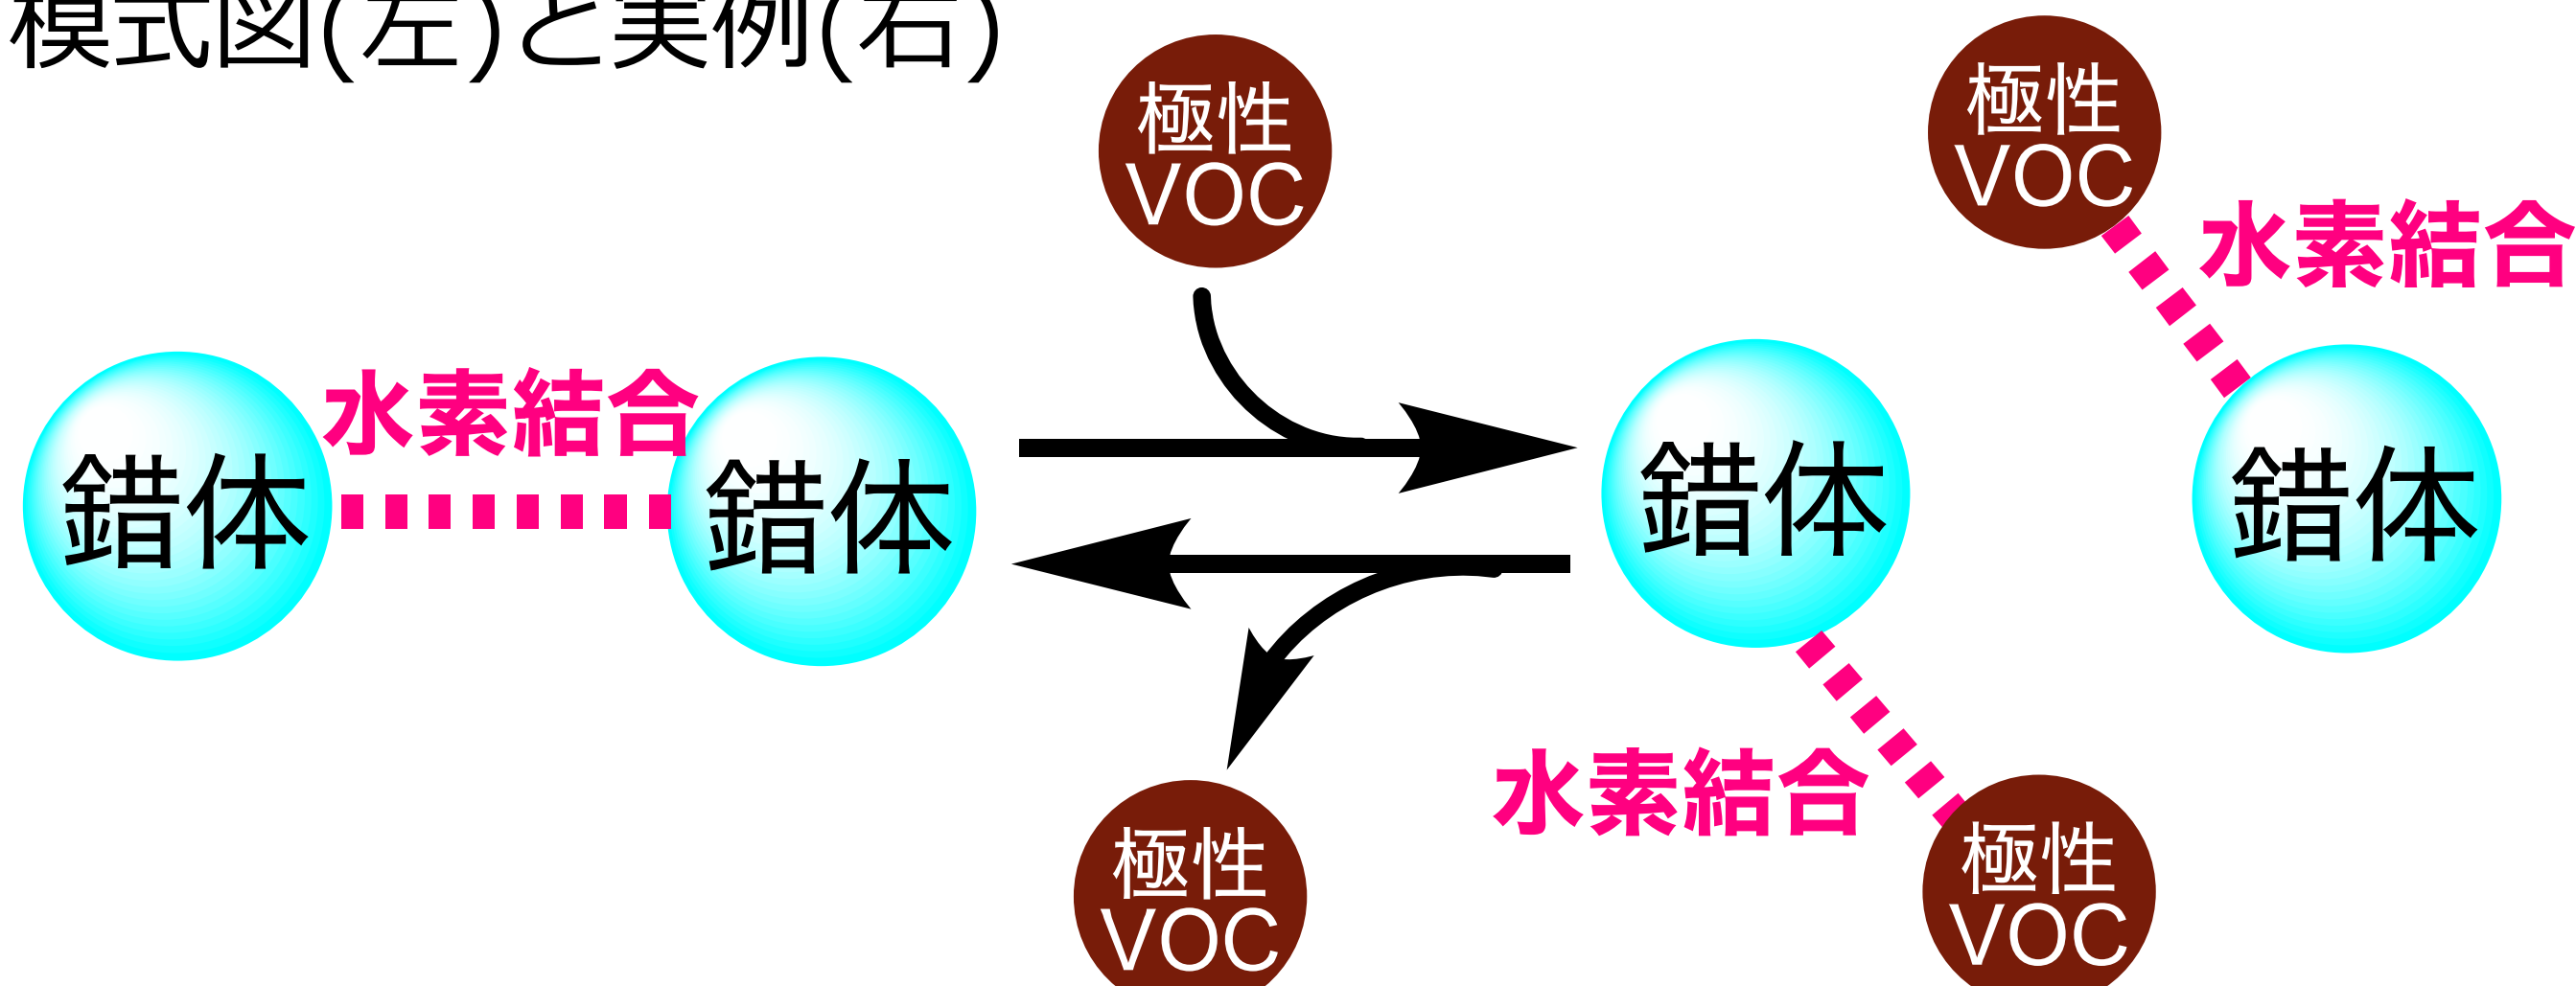 模式図(左)と実例(右)
極性
VOC
極性
VOC
水素結合
水素結合
錯体
錯体
錯体
錯体
水素結合
極性
VOC
極性
VOC